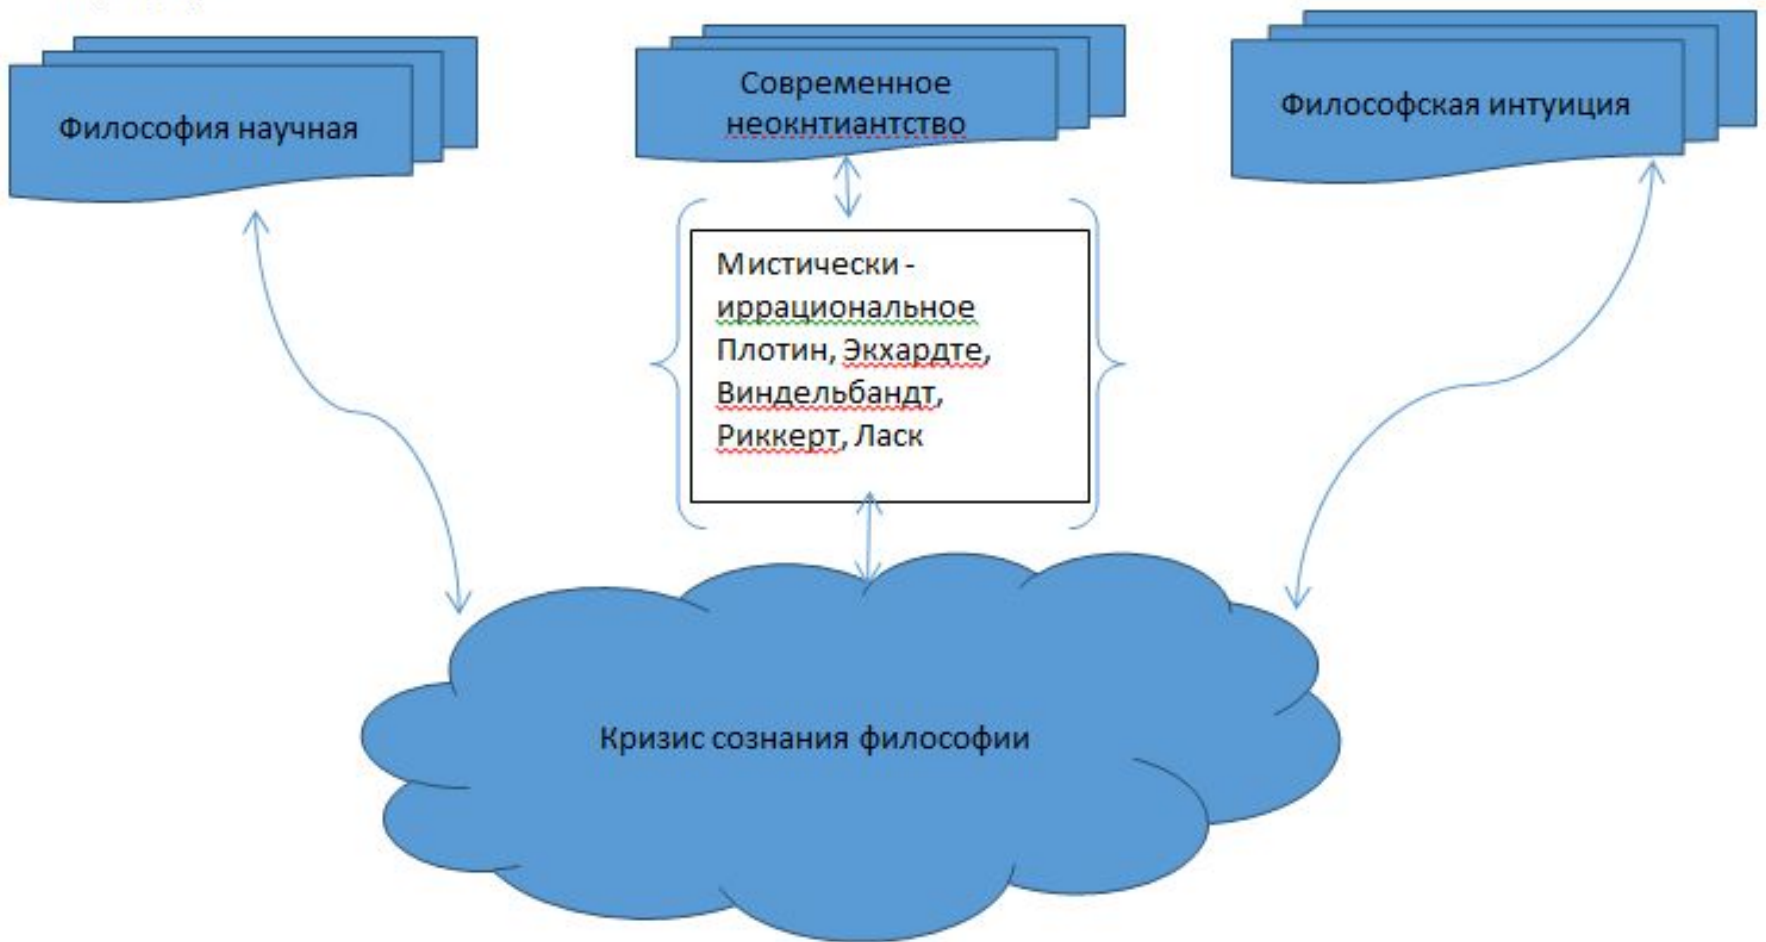 Философия научная
Современное
неокнтиантство
Философская интуиция
Мистически -
иррациональное
Плотин, Экхардте,
Виндельбандт,
Риккерт, Ласк
Кризис сознания философии